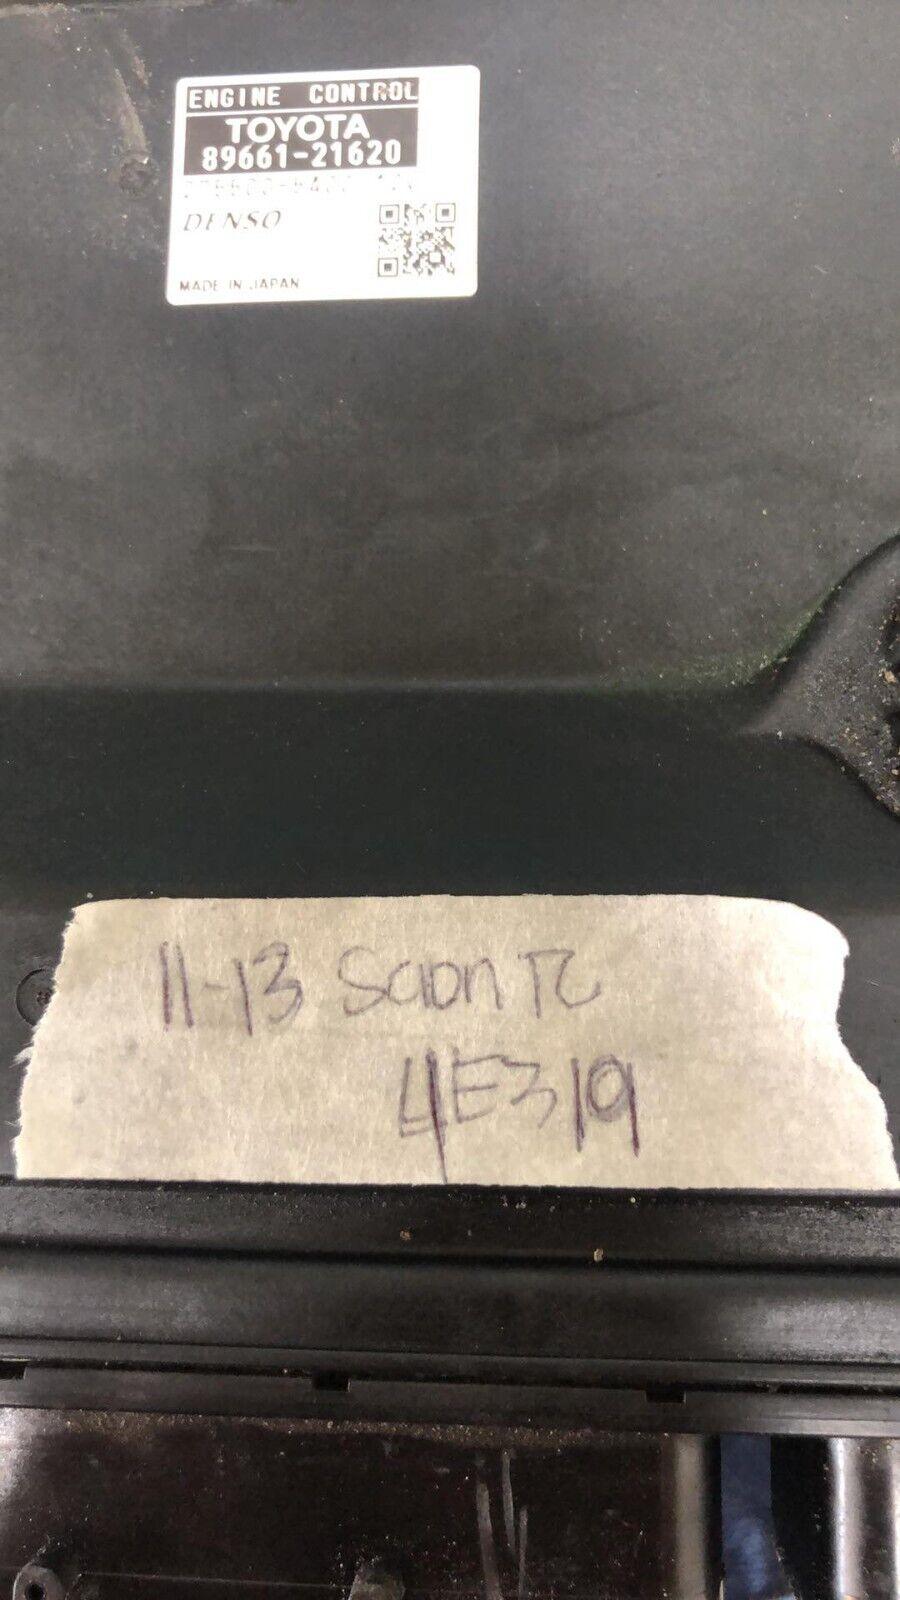 ENGINE CONTROL
TOYOTA
89661-21620
DENSO
MADE IN JAPAN
11-13 Scion TC
4E319